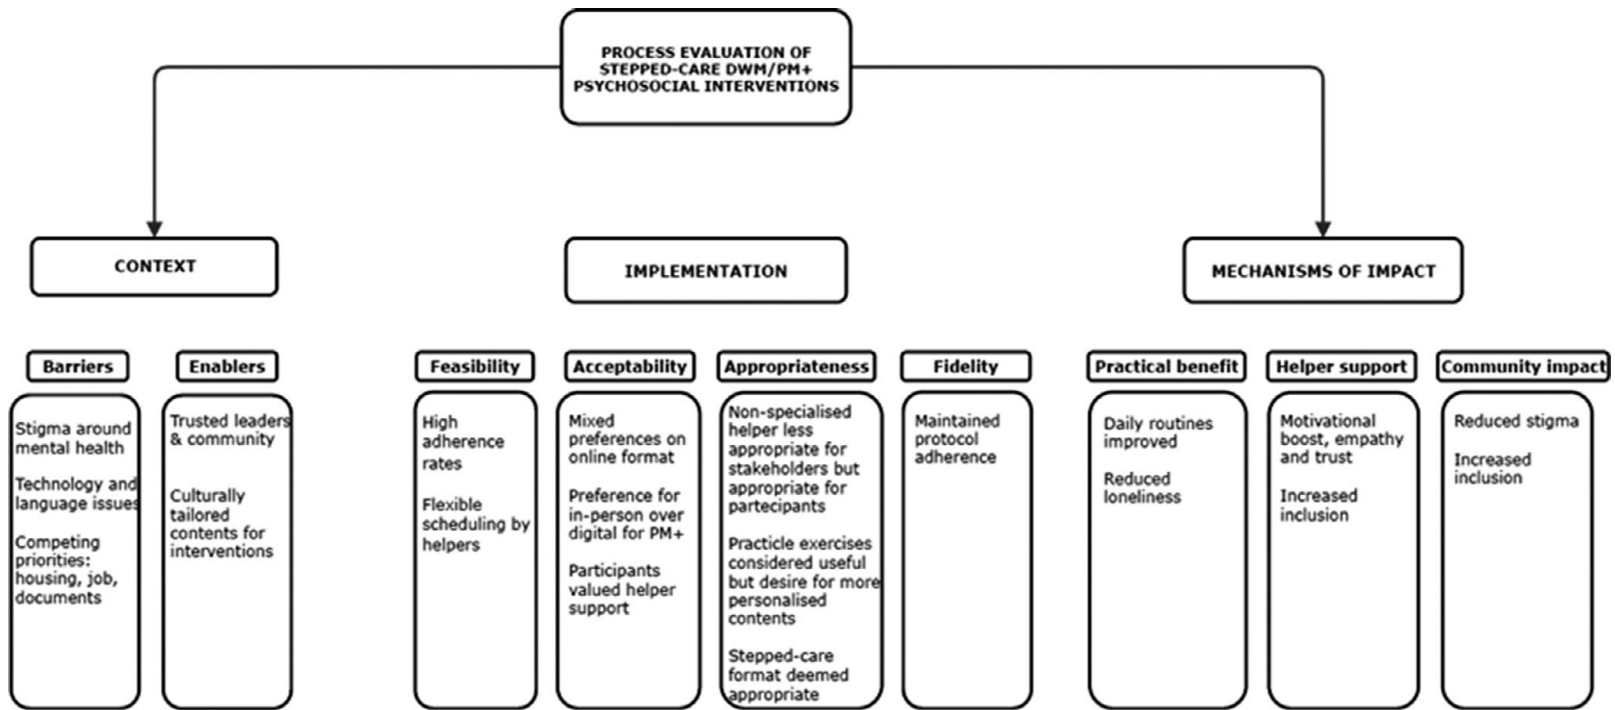 PROCESS EVALUATION OF
STEPPED-CARE DWM/PM+
PSYCHOSOCIAL INTERVENTIONS
CONTEXT
IMPLEMENTATION
MECHANISMS OF IMPACT
Barriers
Stigma around
mental health
Technology and
language issues
Competing
priorities:
housing, job,
documents
Enablers
Trusted leaders
& community
Culturally
tailored
contents for
interventions
Feasibility
High
adherence
rates
Flexible
scheduling by
helpers
Acceptability
Mixed
preferences on
online format
Preference for
in-person over
digital for PM+
Participants
valued helper
support
Appropriateness
Non-specialised
helper less
appropriate for
stakeholders but
appropriate for
partecipants
Practicle exercises
considered useful
but desire for more
personalised
contents
Stepped-care
format deemed
appropriate
Fidelity
Maintained
protocol
adherence
Practical benefit
Daily routines
improved
Reduced
loneliness
Helper support
Motivational
boost, empathy
and trust
Increased
inclusion
Community impact
Reduced stigma
Increased
inclusion